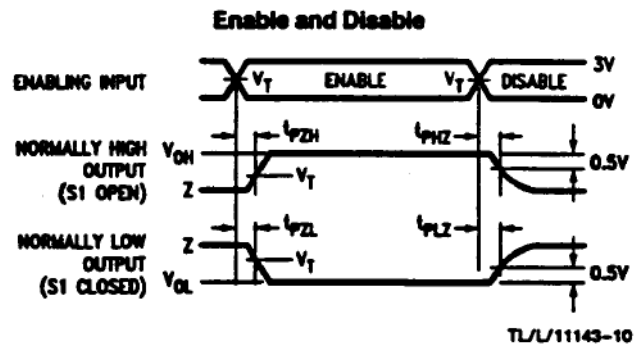 Enable and Disable
ENABLING INPUT
V_T
ENABLE
V_T
DISABLE
3V
0V
t_PZH
t_PHZ
NORMALLY HIGH
OUTPUT
(S1 OPEN)
V_OH
Z
V_T
0.5V
t_PZL
t_PLZ
NORMALLY LOW
OUTPUT
(S1 CLOSED)
Z
V_OL
V_T
0.5V
TL/L/11143-10